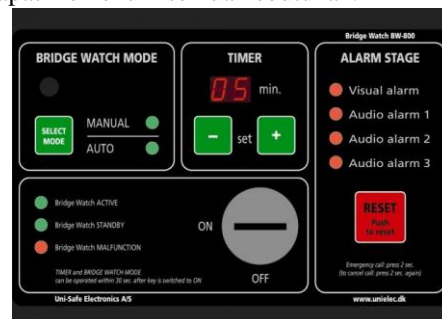 Bridge Watch BW-800
BRIDGE WATCH MODE
SELECT
MODE
MANUAL
AUTO
TIMER
05 min.
- set +
ALARM STAGE
Visual alarm
Audio alarm 1
Audio alarm 2
Audio alarm 3
RESET
Push
to reset
Emergency call: press 2 sec.
(to cancel call: press 2 sec. again)
Bridge Watch ACTIVE
Bridge Watch STANDBY
Bridge Watch MALFUNCTION
ON
OFF
TIMER and BRIDGE WATCH MODE
can be operated within 30 sec. after key is switched to ON
Uni-Safe Electronics A/S
www.unielec.dk